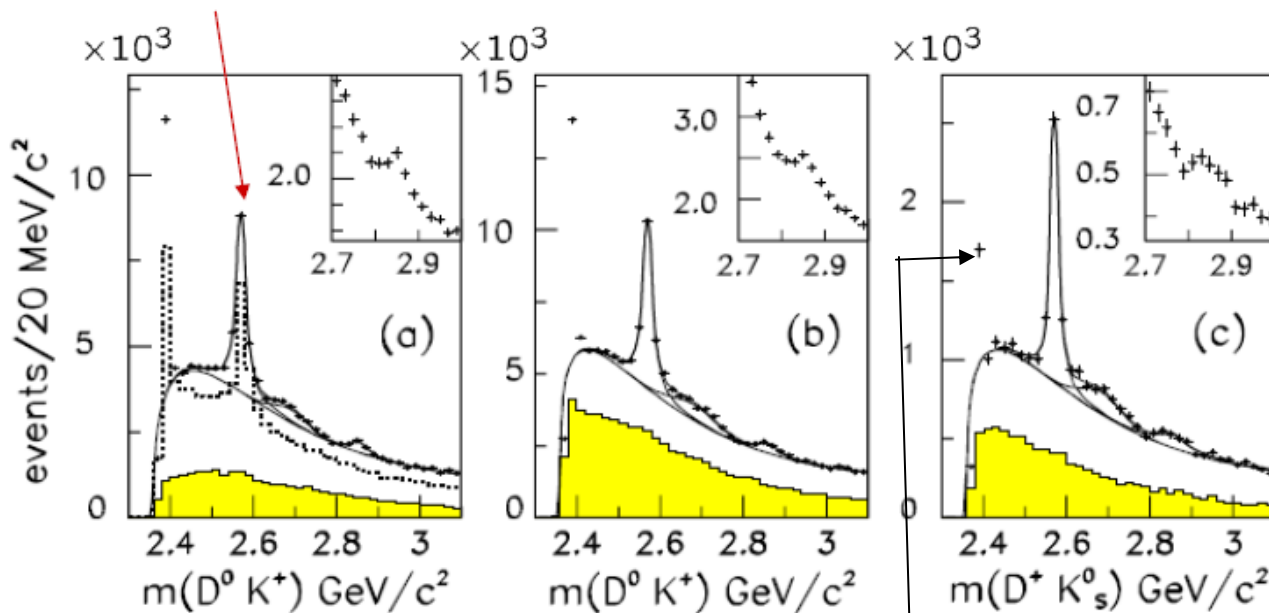 ×10³
×10³
×10³
events/20 MeV/c²
10
5
0
2.0
2.7 2.9
(a)
2.4 2.6 2.8 3
m(D⁰ K⁺) GeV/c²
15
10
5
0
3.0
2.0
2.7 2.9
(b)
2.4 2.6 2.8 3
m(D⁰ K⁺) GeV/c²
2
1
0
0.7
0.5
0.3
2.7 2.9
(c)
2.4 2.6 2.8 3
m(D⁺ K⁰ₛ) GeV/c²